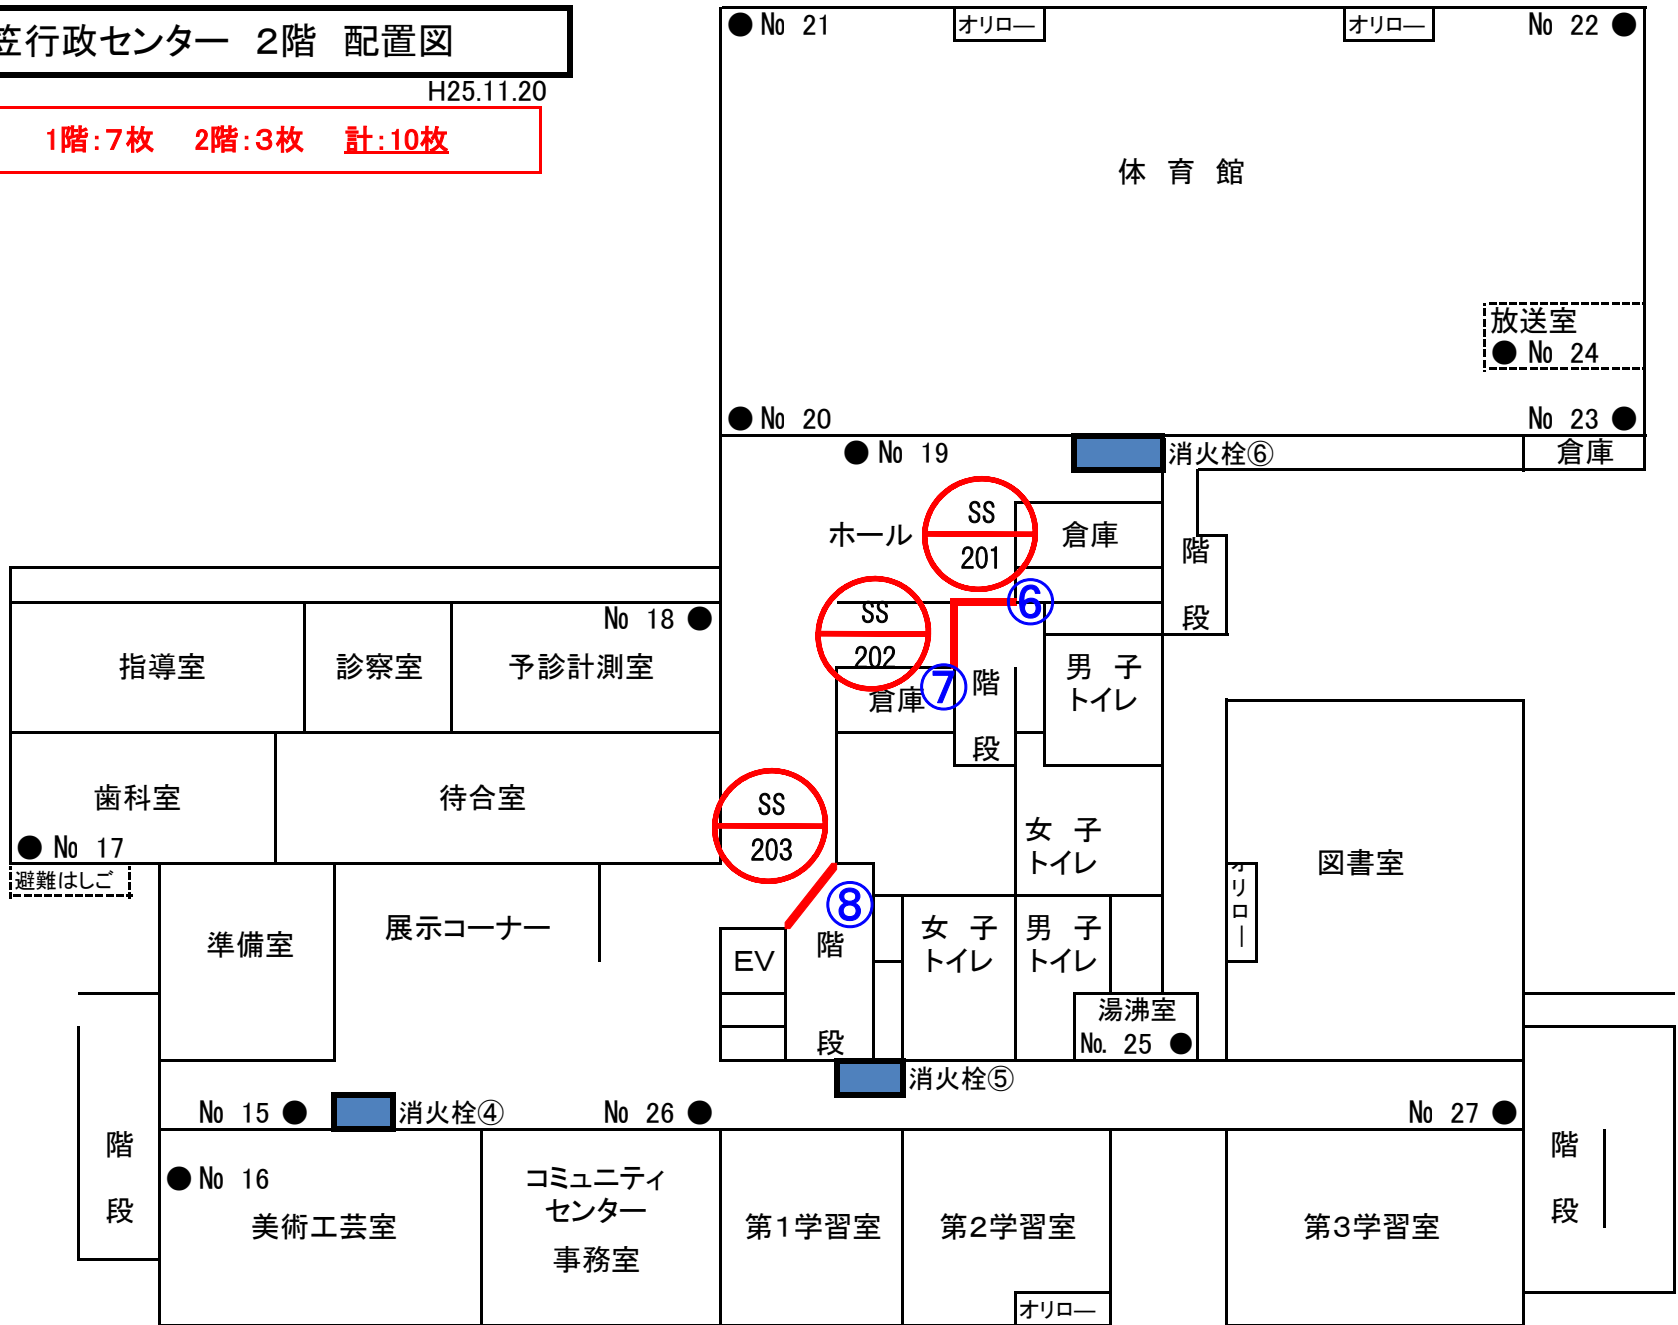 笠行政センター 2階 配置図
H25.11.20
1階:7枚 2階:3枚 計:10枚
● № 21
オリロー
オリロー
№ 22 ●
体 育 館
放送室
● № 24
● № 20
№ 23 ●
● № 19
消火栓⑥
倉庫
SS
201
ホール
倉庫
階
段
⑥
SS
202
№ 18 ●
指導室
診察室
予診計測室
倉庫
⑦
階
段
男 子
トイレ
歯科室
待合室
● № 17
避難はしご
SS
203
女 子
トイレ
図書室
オリロー
⑧
準備室
展示コーナー
EV
階
段
女 子
トイレ
男 子
トイレ
湯沸室
No. 25 ●
消火栓⑤
№ 15 ●
消火栓④
№ 26 ●
№ 27 ●
階
段
● № 16
美術工芸室
コミュニティ
センター
事務室
第1学習室
第2学習室
第3学習室
階
段
オリロー